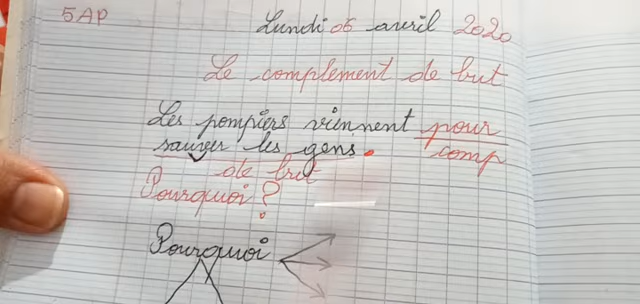 5AP
Lundi 06 avril 2020
Le complement de but
Les pompiers viennent pour
sauver les gens. comp
de but
Pourquoi?
Pourquoi